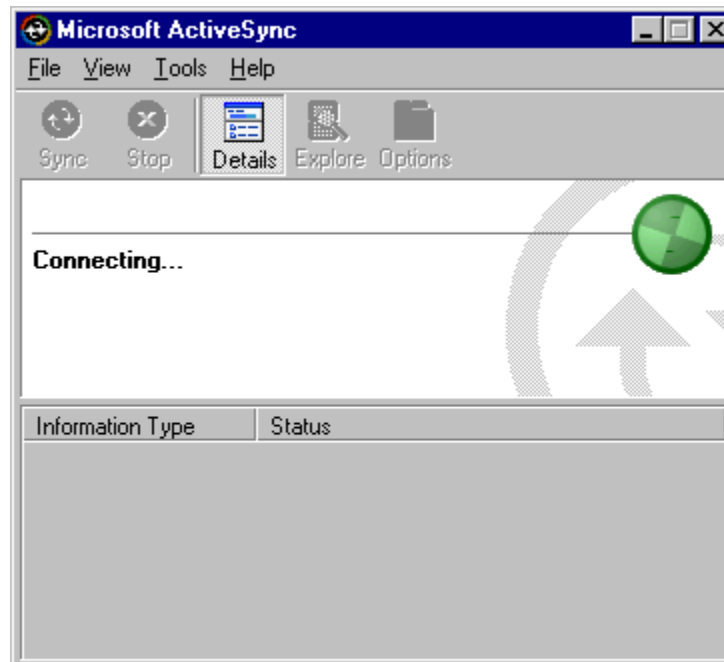 Microsoft ActiveSync
File View Tools Help
Sync Stop Details Explore Options
Connecting...
Information Type Status